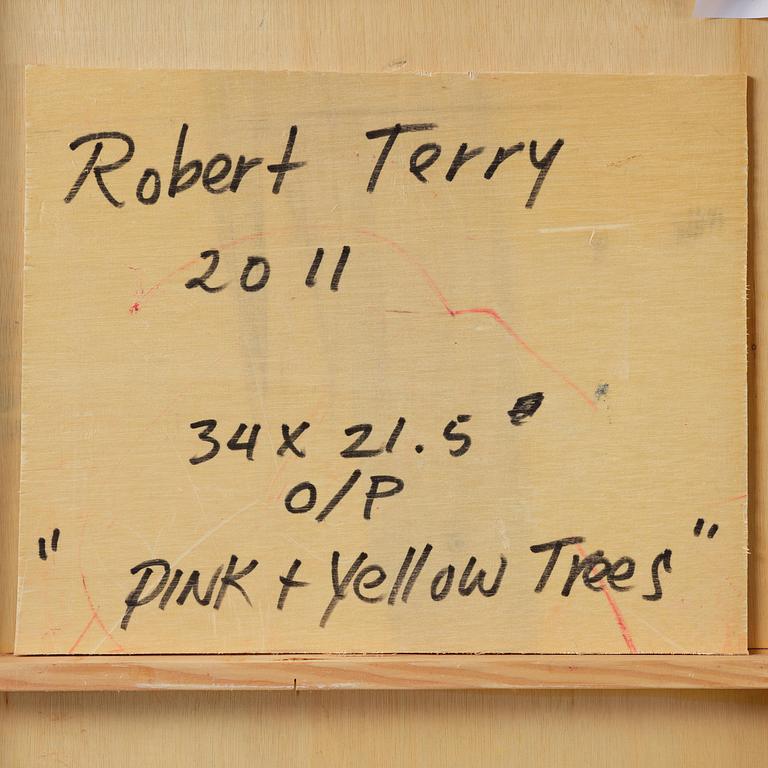 Robert Terry
2011
34 x 21.5
O/P
"PINK + Yellow Trees"